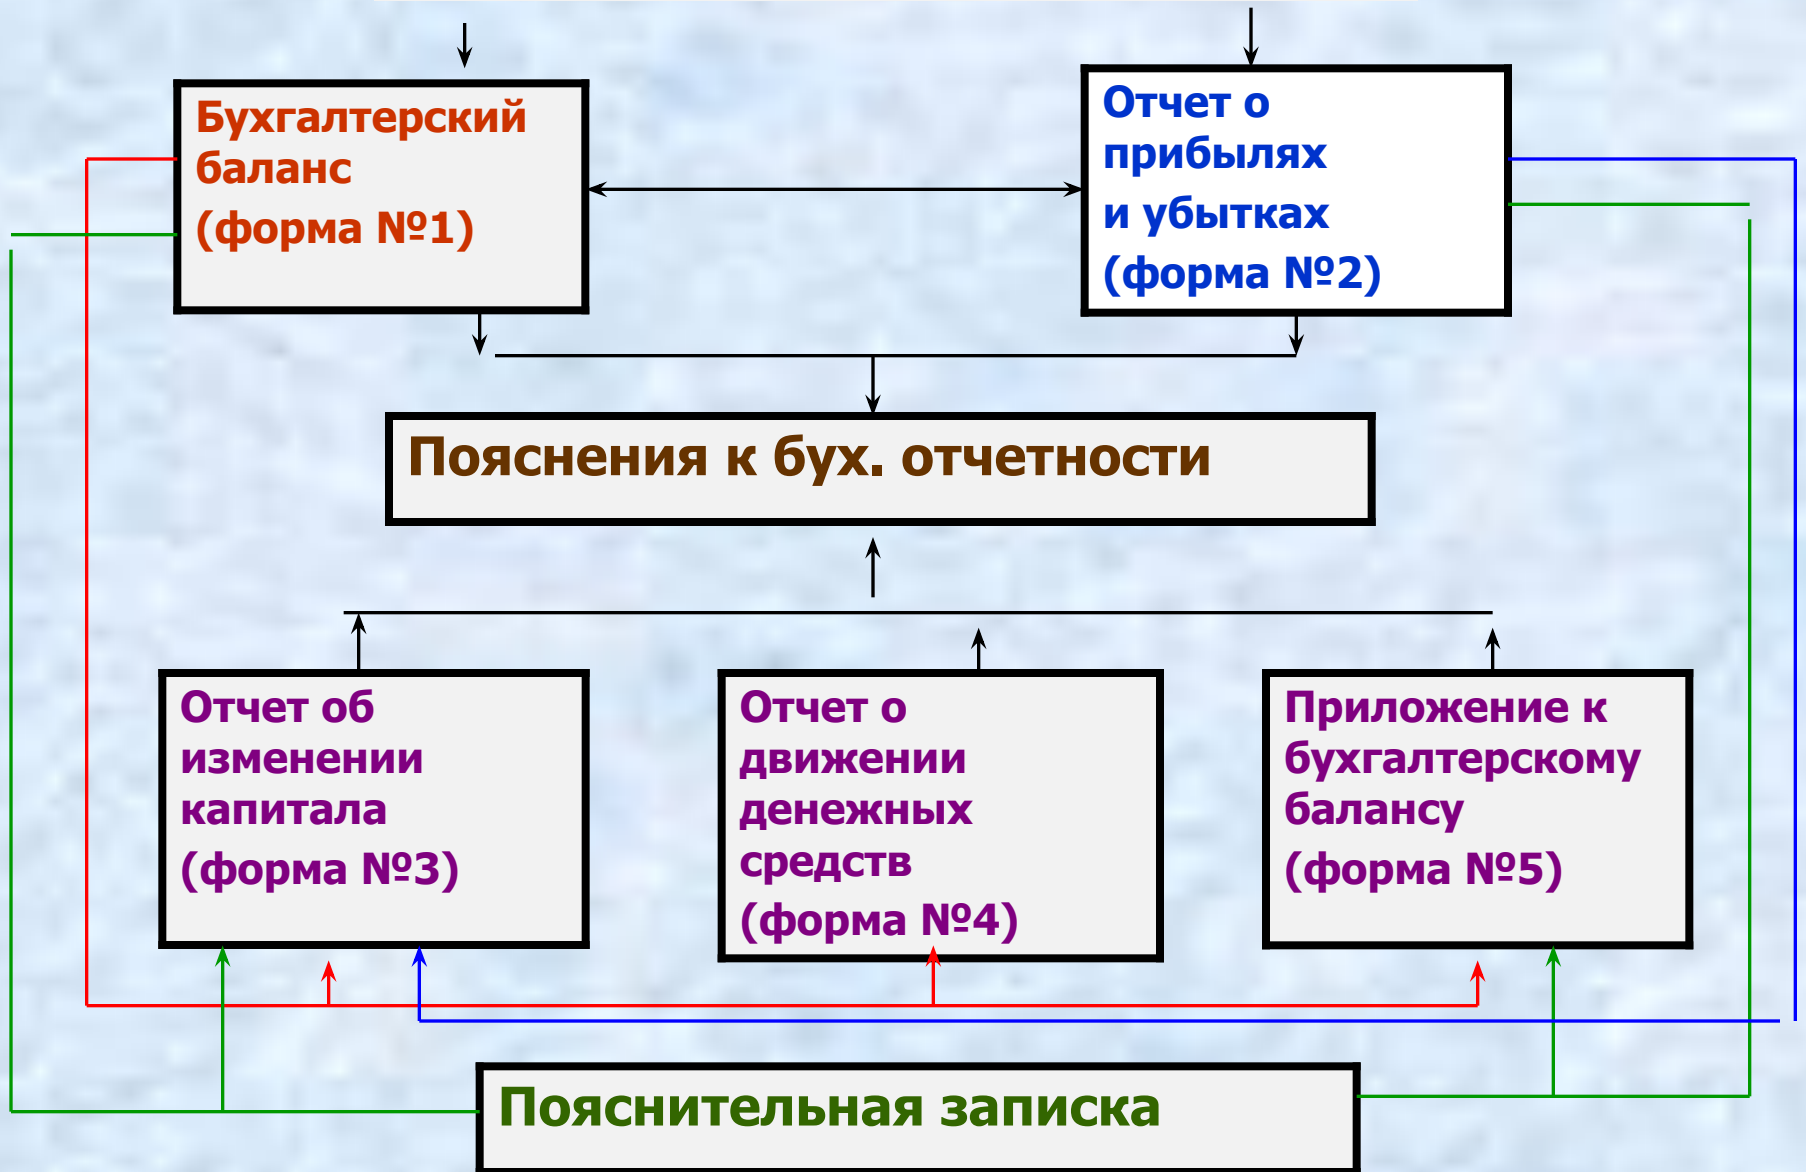 Бухгалтерский
баланс
(форма №1)
Отчет о
прибылях
и убытках
(форма №2)
Пояснения к бух. отчетности
Отчет об
изменении
капитала
(форма №3)
Отчет о
движении
денежных
средств
(форма №4)
Приложение к
бухгалтерскому
балансу
(форма №5)
Пояснительная записка